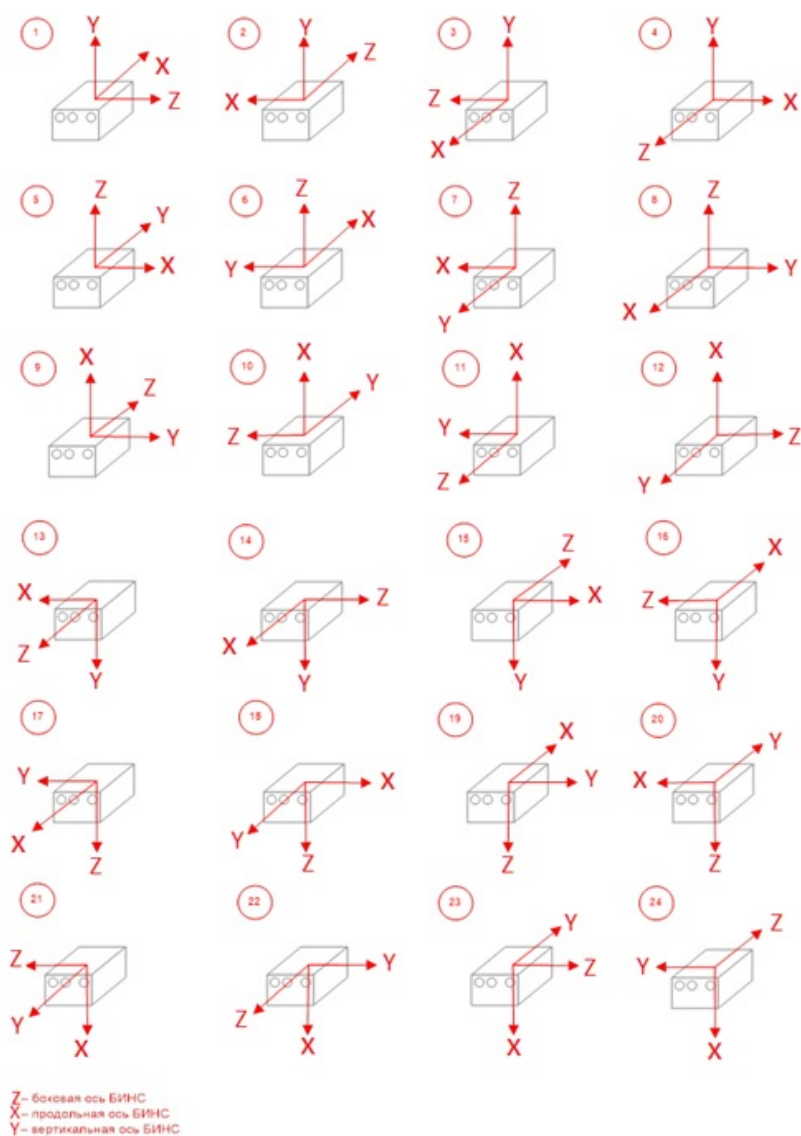 1 2 3 4
Y Y Y Y
X Z Z X
Z X X Z
5 6 7 8
Z Z Z Z
Y X X Y
X Y Y X
9 10 11 12
X X X X
Z Y Y Z
Y Z Z Y
13 14 15 16
X Z Z X
Z X X Z
Y Y Y Y
17 18 19 20
Y X X Y
X Y Y X
Z Z Z Z
21 22 23 24
Z Y Y Z
Y Z Z Y
X X X X
Z – боковая ось БИНС
X – продольная ось БИНС
Y – вертикальная ось БИНС